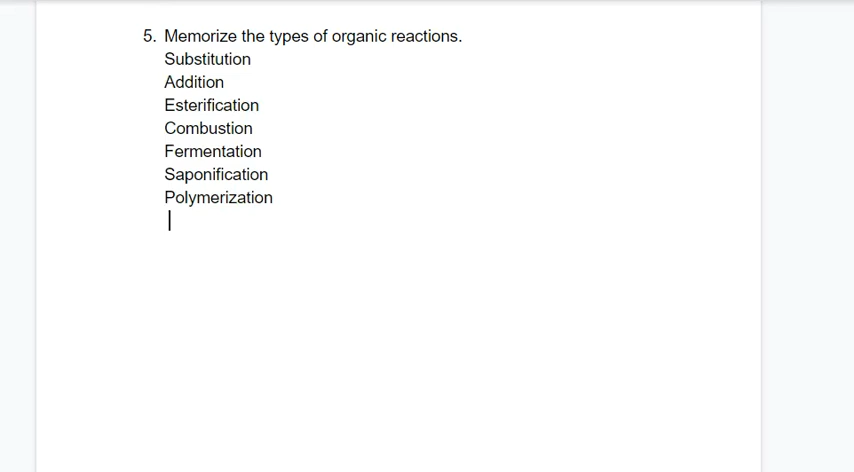 5. Memorize the types of organic reactions.
Substitution
Addition
Esterification
Combustion
Fermentation
Saponification
Polymerization